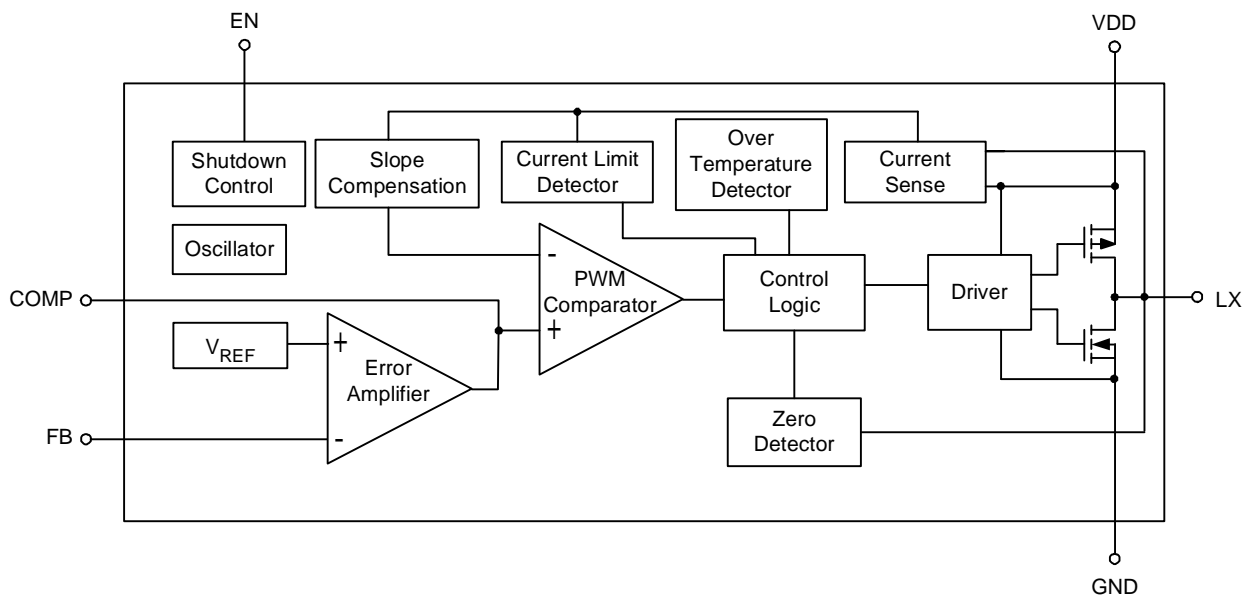 EN
VDD
Shutdown
Control
Slope
Compensation
Current Limit
Detector
Over
Temperature
Detector
Current
Sense
Oscillator
-
PWM
Comparator
+
Control
Logic
Driver
COMP
LX
VREF
+
Error
Amplifier
-
FB
Zero
Detector
GND